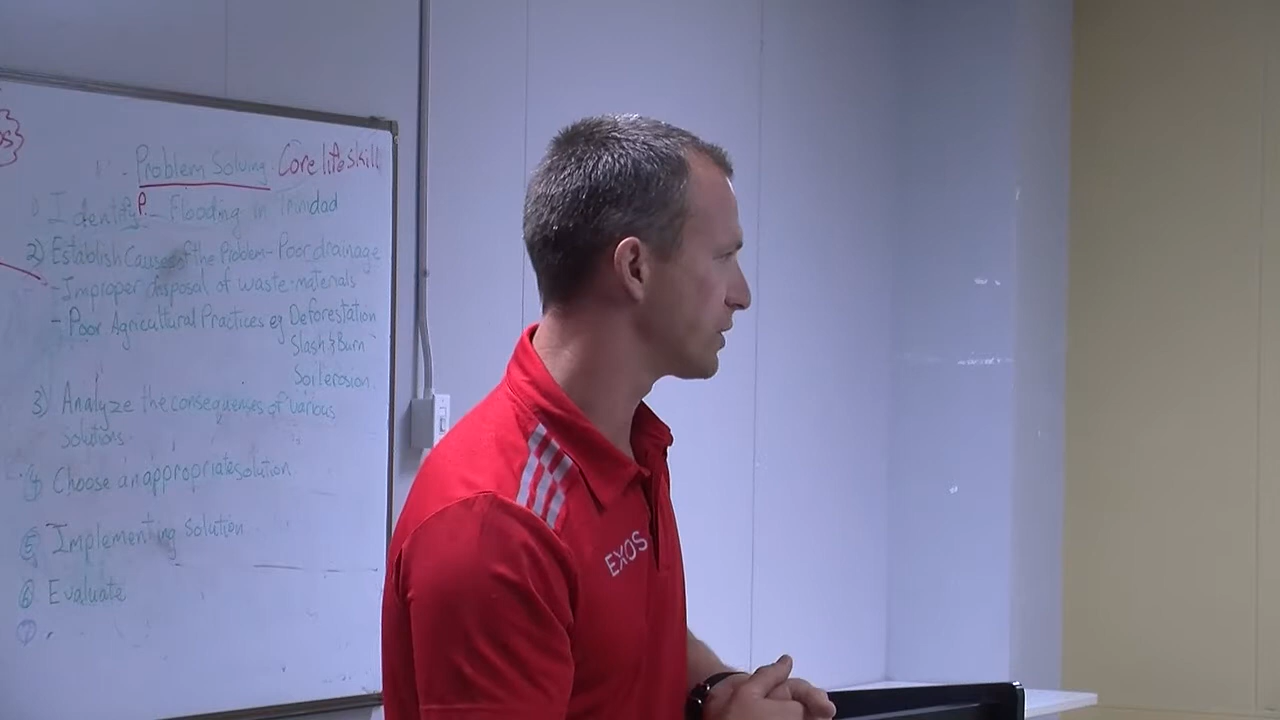 os
Problem Solving. Core life Skill
1) Identify P. - Flooding in Trinidad
2) Establish Causes of the Problem - Poor drainage
- Improper disposal of waste materials
- Poor Agricultural Practices eg Deforestation
Slash & Burn
Soil erosion.
3) Analyze the consequences of various
solutions.
4) Choose an appropriate solution
5) Implementing Solution
6) Evaluate
7)
EXOS